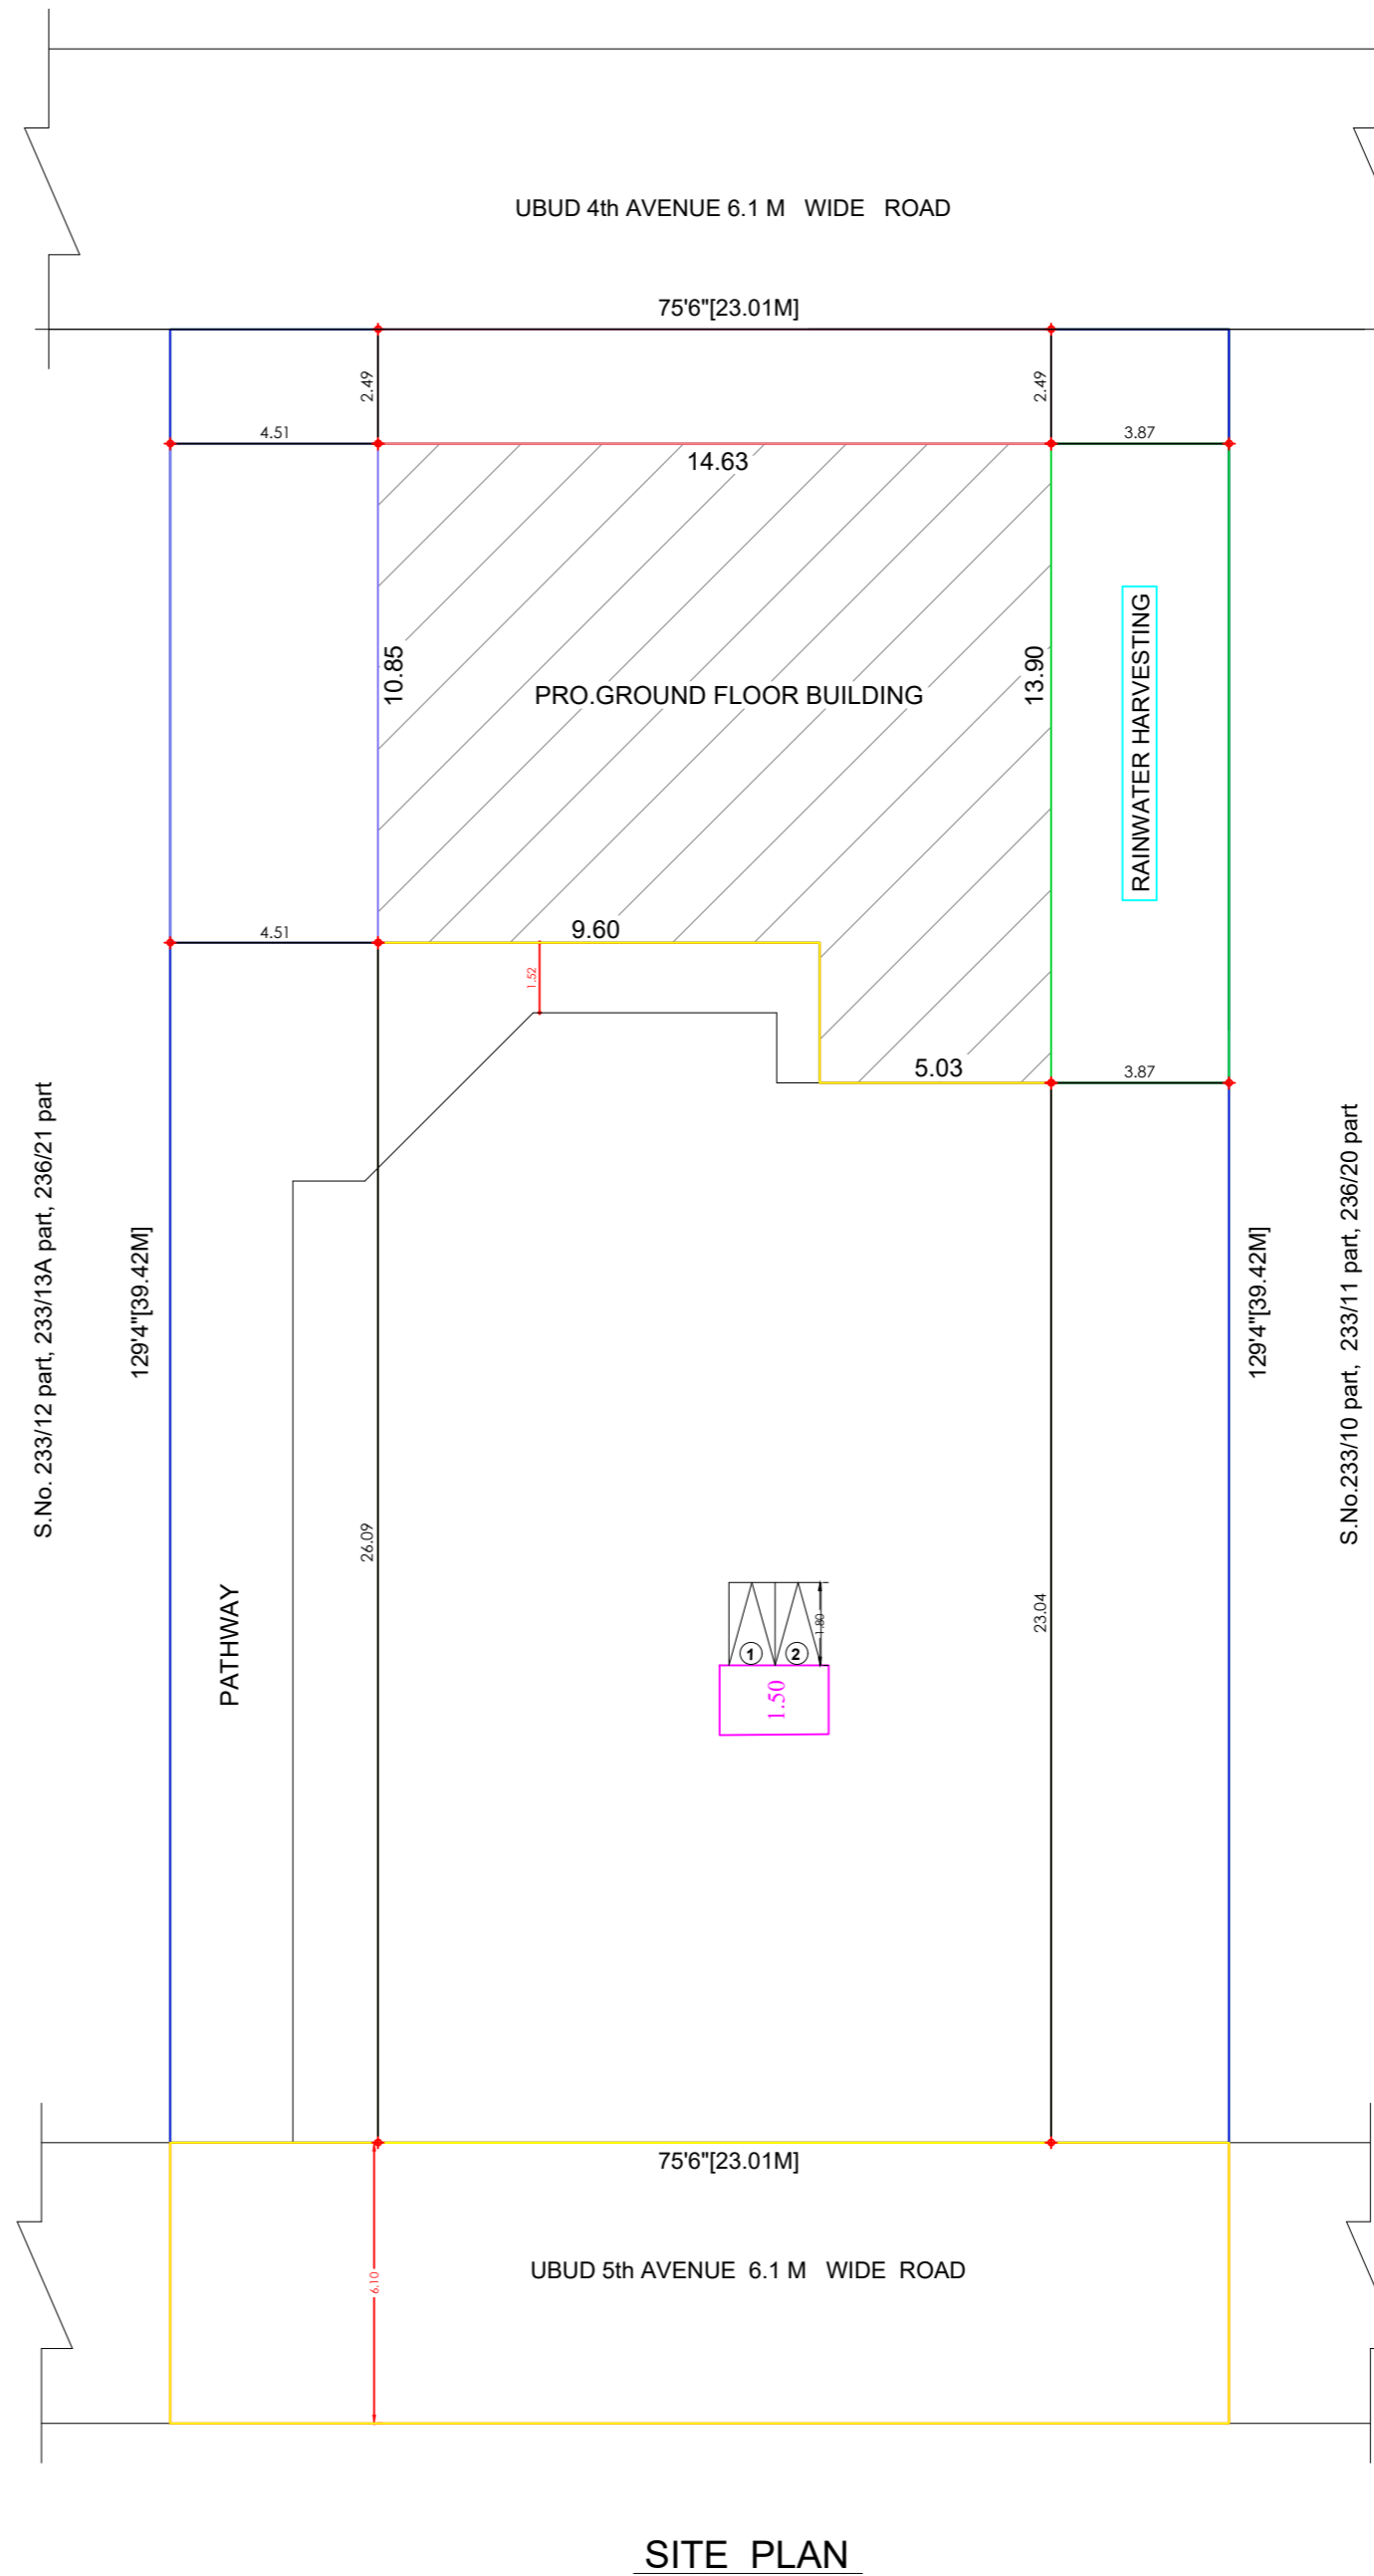 UBUD 4th AVENUE 6.1 M WIDE ROAD
75'6"[23.01M]
2.49
2.49
4.51
3.87
14.63
10.85
13.90
PRO.GROUND FLOOR BUILDING
RAINWATER HARVESTING
4.51
9.60
1.52
5.03
3.87
S.No. 233/12 part, 233/13A part, 236/21 part
129'4"[39.42M]
129'4"[39.42M]
S.No.233/10 part, 233/11 part, 236/20 part
26.09
23.04
PATHWAY
1.80
1
2
1.50
75'6"[23.01M]
UBUD 5th AVENUE 6.1 M WIDE ROAD
6.10
SITE PLAN